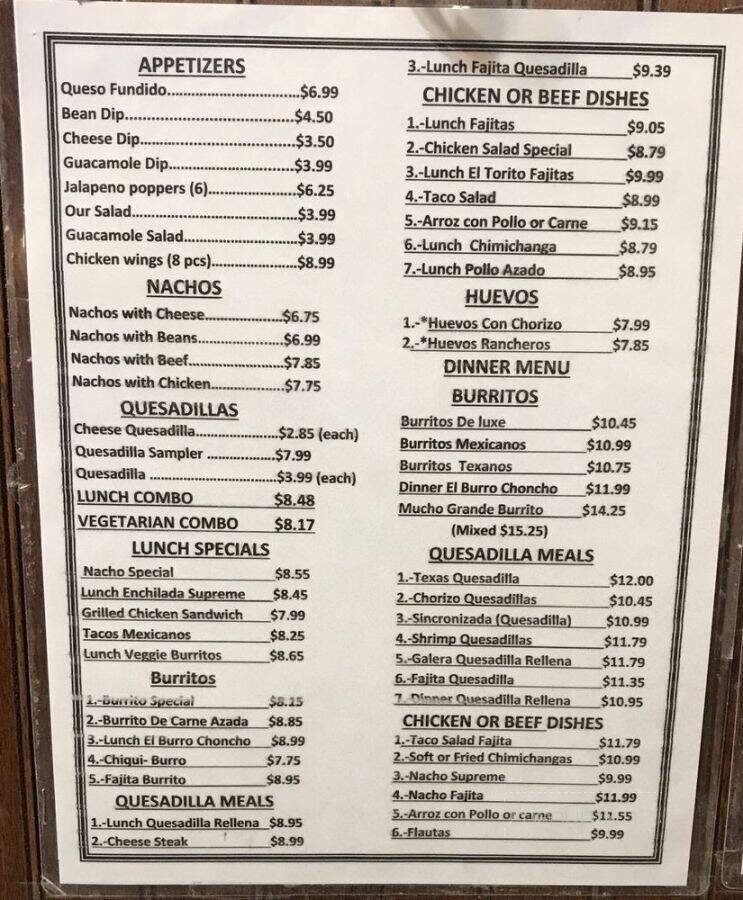 APPETIZERS
Queso Fundido..............................$6.99
Bean Dip.......................................$4.50
Cheese Dip....................................$3.50
Guacamole Dip............................$3.99
Jalapeno poppers (6)....................$6.25
Our Salad.....................................$3.99
Guacamole Salad.........................$3.99
Chicken wings (8 pcs)...................$8.99
NACHOS
Nachos with Cheese.................$6.75
Nachos with Beans...................$6.99
Nachos with Beef.....................$7.85
Nachos with Chicken................$7.75
QUESADILLAS
Cheese Quesadilla..................$2.85 (each)
Quesadilla Sampler ...............$7.99
Quesadilla ............................$3.99 (each)
LUNCH COMBO $8.48
VEGETARIAN COMBO $8.17
LUNCH SPECIALS
Nacho Special $8.55
Lunch Enchilada Supreme $8.45
Grilled Chicken Sandwich $7.99
Tacos Mexicanos $8.25
Lunch Veggie Burritos $8.65
Burritos
1.-Burrito Special $8.15
2.-Burrito De Carne Azada $8.85
3.-Lunch El Burro Choncho $8.99
4.-Chiqui- Burro $7.75
5.-Fajita Burrito $8.95
QUESADILLA MEALS
1.-Lunch Quesadilla Rellena $8.95
2.-Cheese Steak $8.99
3.-Lunch Fajita Quesadilla $9.39
CHICKEN OR BEEF DISHES
1.-Lunch Fajitas $9.05
2.-Chicken Salad Special $8.79
3.-Lunch El Torito Fajitas $9.99
4.-Taco Salad $8.99
5.-Arroz con Pollo or Carne $9.15
6.-Lunch Chimichanga $8.79
7.-Lunch Pollo Azado $8.95
HUEVOS
1.-*Huevos Con Chorizo $7.99
2.-*Huevos Rancheros $7.85
DINNER MENU
BURRITOS
Burritos De luxe $10.45
Burritos Mexicanos $10.99
Burritos Texanos $10.75
Dinner El Burro Choncho $11.99
Mucho Grande Burrito $14.25
(Mixed $15.25)
QUESADILLA MEALS
1.-Texas Quesadilla $12.00
2.-Chorizo Quesadillas $10.45
3.-Sincronizada (Quesadilla) $10.99
4.-Shrimp Quesadillas $11.79
5.-Galera Quesadilla Rellena $11.79
6.-Fajita Quesadilla $11.35
7.-Dinner Quesadilla Rellena $10.95
CHICKEN OR BEEF DISHES
1.-Taco Salad Fajita $11.79
2.-Soft or Fried Chimichangas $10.99
3.-Nacho Supreme $9.99
4.-Nacho Fajita $11.99
5.-Arroz con Pollo or carne $11.55
6.-Flautas $9.99